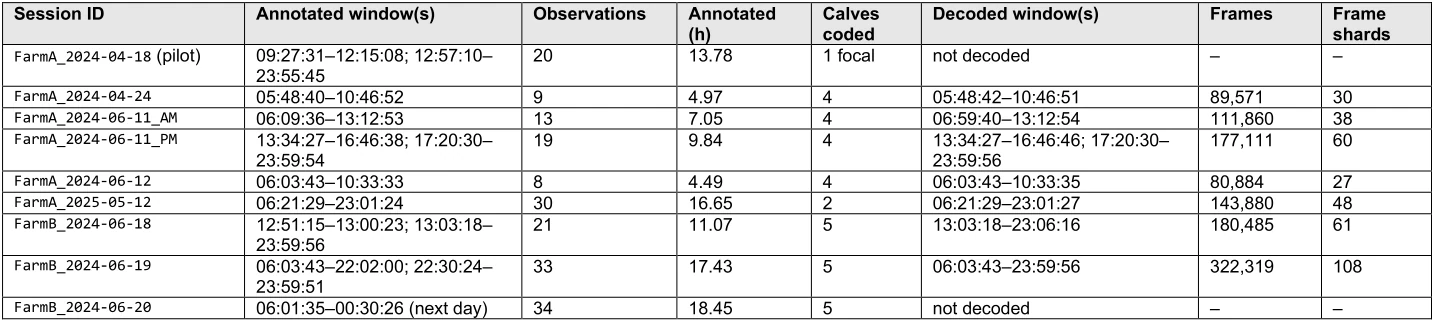 Session ID Annotated window(s) Observations Annotated (h) Calves coded Decoded window(s) Frames Frame shards
FarmA_2024-04-18 (pilot) 09:27:31–12:15:08; 12:57:10–23:55:45 20 13.78 1 focal not decoded – –
FarmA_2024-04-24 05:48:40–10:46:52 9 4.97 4 05:48:42–10:46:51 89,571 30
FarmA_2024-06-11_AM 06:09:36–13:12:53 13 7.05 4 06:59:40–13:12:54 111,860 38
FarmA_2024-06-11_PM 13:34:27–16:46:38; 17:20:30–23:59:54 19 9.84 4 13:34:27–16:46:46; 17:20:30–23:59:56 177,111 60
FarmA_2024-06-12 06:03:43–10:33:33 8 4.49 4 06:03:43–10:33:35 80,884 27
FarmA_2025-05-12 06:21:29–23:01:24 30 16.65 2 06:21:29–23:01:27 143,880 48
FarmB_2024-06-18 12:51:15–13:00:23; 13:03:18–23:59:56 21 11.07 5 13:03:18–23:06:16 180,485 61
FarmB_2024-06-19 06:03:43–22:02:00; 22:30:24–23:59:51 33 17.43 5 06:03:43–23:59:56 322,319 108
FarmB_2024-06-20 06:01:35–00:30:26 (next day) 34 18.45 5 not decoded – –